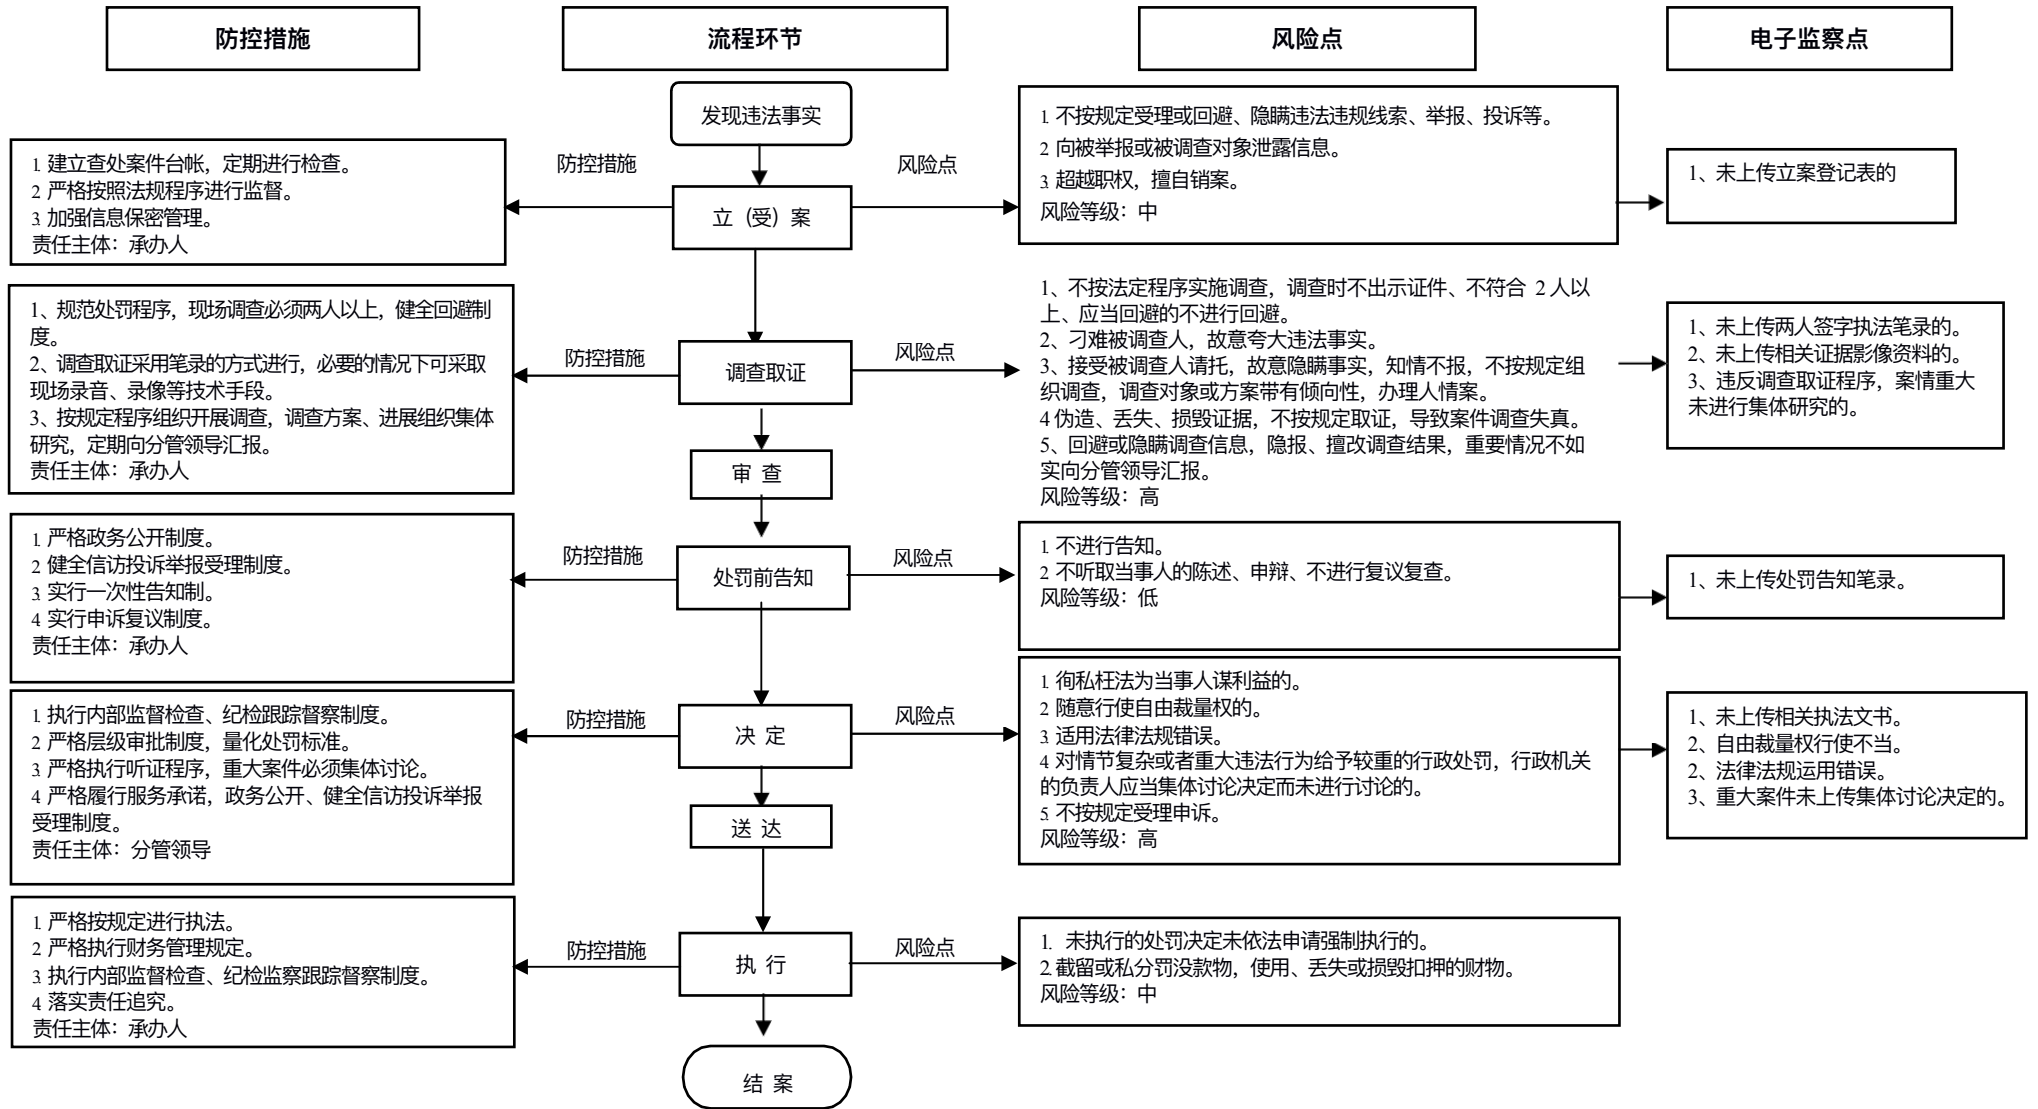 防控措施
流程环节
风险点
电子监察点
发现违法事实
1. 建立查处案件台帐，定期进行检查。
2 严格按照法规程序进行监督。
3. 加强信息保密管理。
责任主体：承办人
防控措施
立（受）案
风险点
1. 不按规定受理或回避、隐瞒违法违规线索、举报、投诉等。
2 向被举报或被调查对象泄露信息。
3. 超越职权，擅自销案。
风险等级：中
1、未上传立案登记表的
1、规范处罚程序，现场调查必须两人以上，健全回避制
度。
2、调查取证采用笔录的方式进行，必要的情况下可采取
现场录音、录像等技术手段。
3、按规定程序组织开展调查，调查方案、进展组织集体
研究，定期向分管领导汇报。
责任主体：承办人
防控措施
调查取证
风险点
1、不按法定程序实施调查，调查时不出示证件、不符合 2 人以
上、应当回避的不进行回避。
2、刁难被调查人，故意夸大违法事实。
3、接受被调查人请托，故意隐瞒事实，知情不报，不按规定组
织调查，调查对象或方案带有倾向性，办理人情案。
4 伪造、丢失、损毁证据，不按规定取证，导致案件调查失真。
5、回避或隐瞒调查信息，隐报、擅改调查结果，重要情况不如
实向分管领导汇报。
风险等级：高
1、未上传两人签字执法笔录的。
2、未上传相关证据影像资料的。
3、违反调查取证程序，案情重大
未进行集体研究的。
审 查
1. 严格政务公开制度。
2 健全信访投诉举报受理制度。
3. 实行一次性告知制。
4 实行申诉复议制度。
责任主体：承办人
防控措施
处罚前告知
风险点
1. 不进行告知。
2 不听取当事人的陈述、申辩、不进行复议复查。
风险等级：低
1、未上传处罚告知笔录。
1. 执行内部监督检查、纪检跟踪督察制度。
2 严格层级审批制度，量化处罚标准。
3. 严格执行听证程序，重大案件必须集体讨论。
4 严格履行服务承诺，政务公开、健全信访投诉举报
受理制度。
责任主体：分管领导
防控措施
决 定
风险点
1. 徇私枉法为当事人谋利益的。
2 随意行使自由裁量权的。
3. 适用法律法规错误。
4 对情节复杂或者重大违法行为给予较重的行政处罚，行政机关
的负责人应当集体讨论决定而未进行讨论的。
5. 不按规定受理申诉。
风险等级：高
1、未上传相关执法文书。
2、自由裁量权行使不当。
2、法律法规运用错误。
3、重大案件未上传集体讨论决定的。
送 达
1. 严格按规定进行执法。
2 严格执行财务管理规定。
3. 执行内部监督检查、纪检监察跟踪督察制度。
4 落实责任追究。
责任主体：承办人
防控措施
执 行
风险点
1. 未执行的处罚决定未依法申请强制执行的。
2.截留或私分罚没款物，使用、丢失或损毁扣押的财物。
风险等级：中
结 案